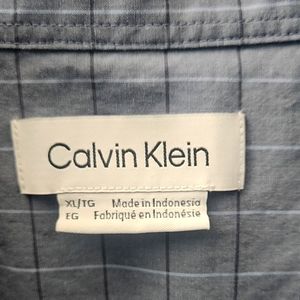 Calvin Klein
XL/TG Made in Indonesia
EG Fabriqué en Indonésie